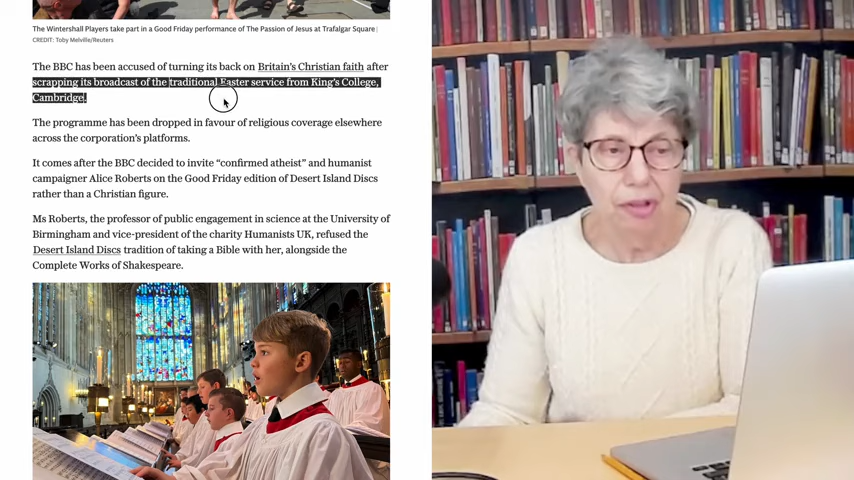 The Wintershall Players take part in a Good Friday performance of The Passion of Jesus at Trafalgar Square |
CREDIT: Toby Melville/Reuters
The BBC has been accused of turning its back on Britain's Christian faith after
scrapping its broadcast of the traditional Easter service from King's College,
Cambridge.
The programme has been dropped in favour of religious coverage elsewhere
across the corporation's platforms.
It comes after the BBC decided to invite “confirmed atheist” and humanist
campaigner Alice Roberts on the Good Friday edition of Desert Island Discs
rather than a Christian figure.
Ms Roberts, the professor of public engagement in science at the University of
Birmingham and vice-president of the charity Humanists UK, refused the
Desert Island Discs tradition of taking a Bible with her, alongside the
Complete Works of Shakespeare.